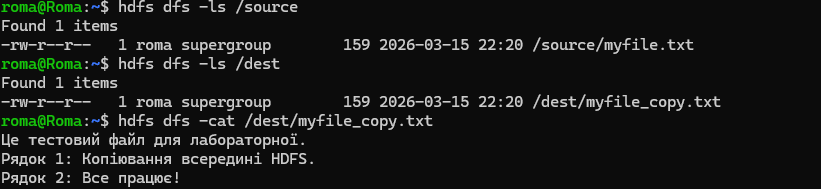 roma@Roma:~$ hdfs dfs -ls /source
Found 1 items
-rw-r--r--   1 roma supergroup        159 2026-03-15 22:20 /source/myfile.txt
roma@Roma:~$ hdfs dfs -ls /dest
Found 1 items
-rw-r--r--   1 roma supergroup        159 2026-03-15 22:20 /dest/myfile_copy.txt
roma@Roma:~$ hdfs dfs -cat /dest/myfile_copy.txt
Це тестовий файл для лабораторної.
Рядок 1: Копіювання всередині HDFS.
Рядок 2: Все працює!